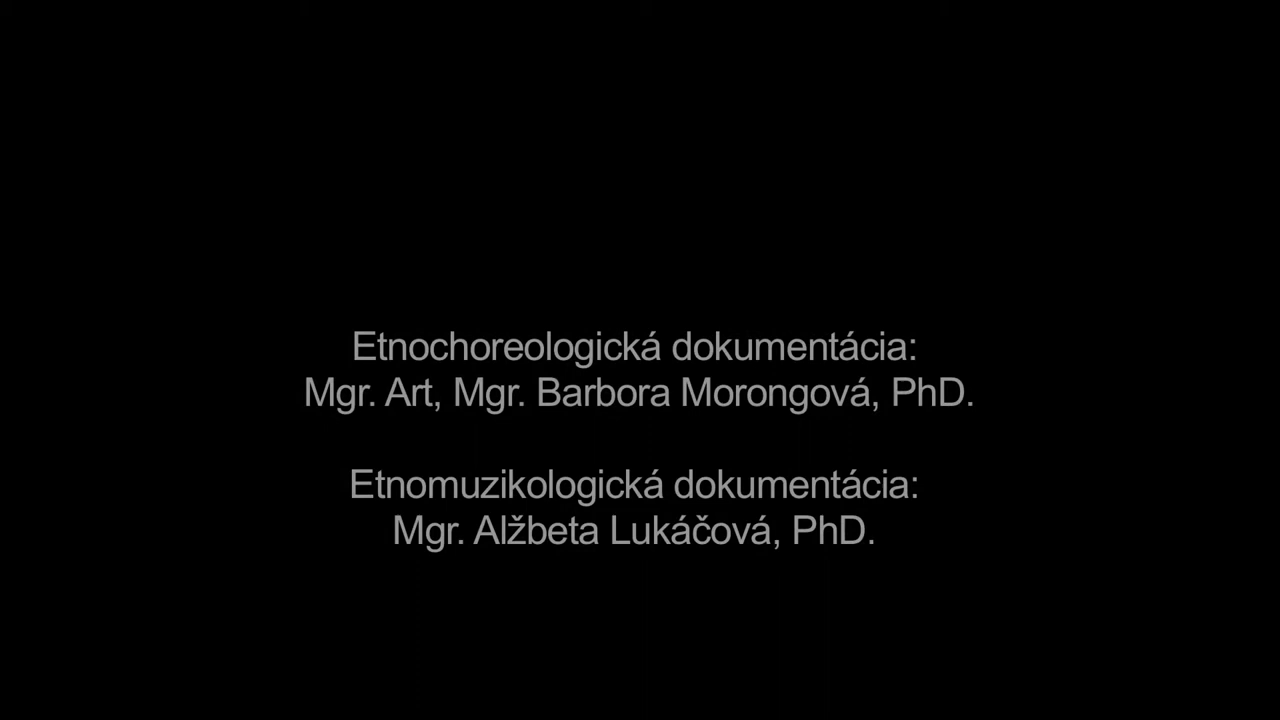 Etnochoreologická dokumentácia:
Mgr. Art, Mgr. Barbora Morongová, PhD.
Etnomuzikologická dokumentácia:
Mgr. Alžbeta Lukáčová, PhD.